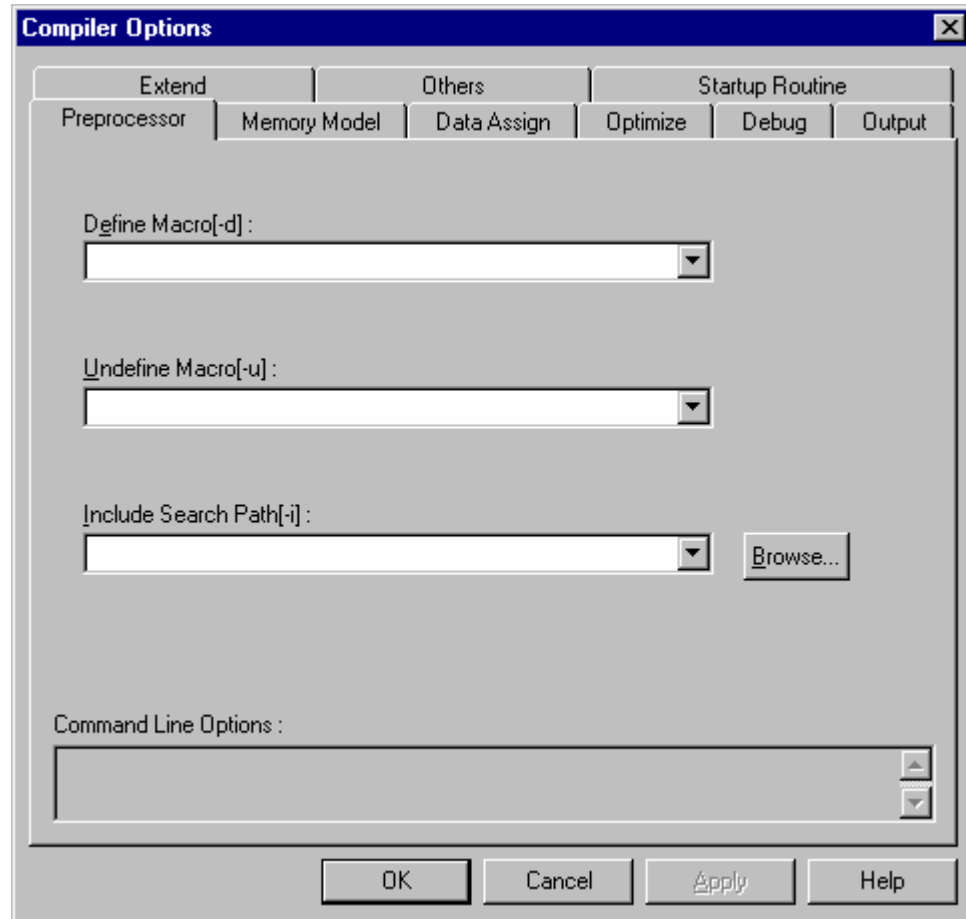 Compiler Options
Extend Others Startup Routine
Preprocessor Memory Model Data Assign Optimize Debug Output
Define Macro[-d] :
Undefine Macro[-u] :
Include Search Path[-i] :
Browse...
Command Line Options :
OK Cancel Apply Help